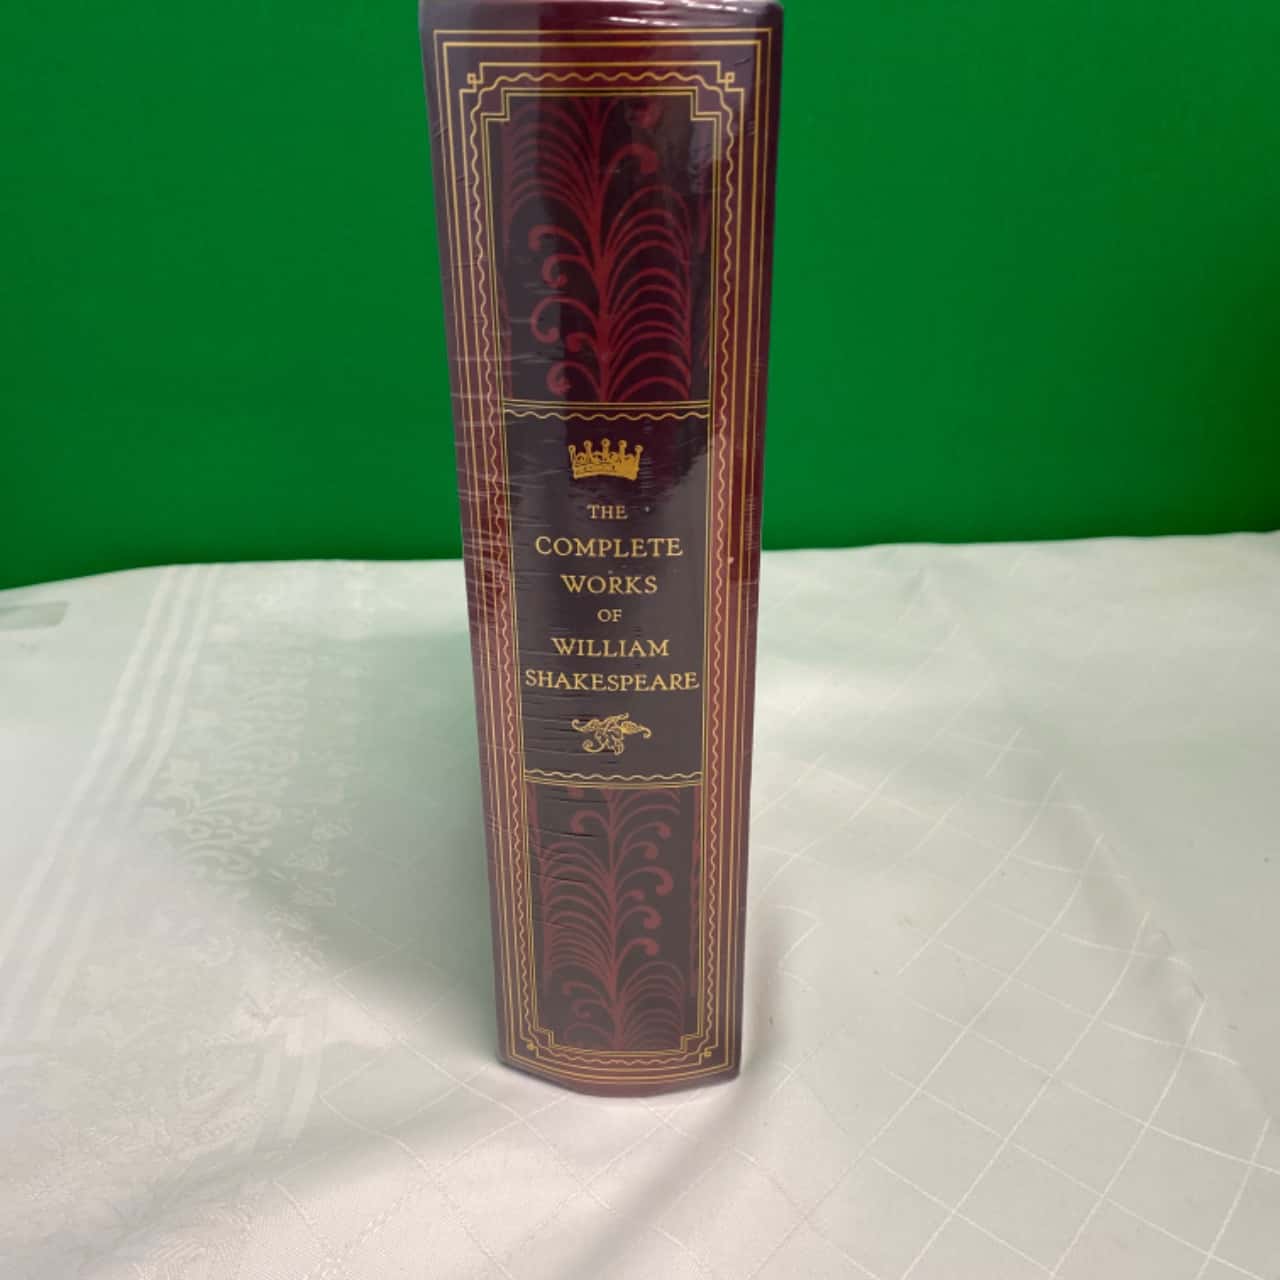 THE
COMPLETE
WORKS
OF
WILLIAM
SHAKESPEARE